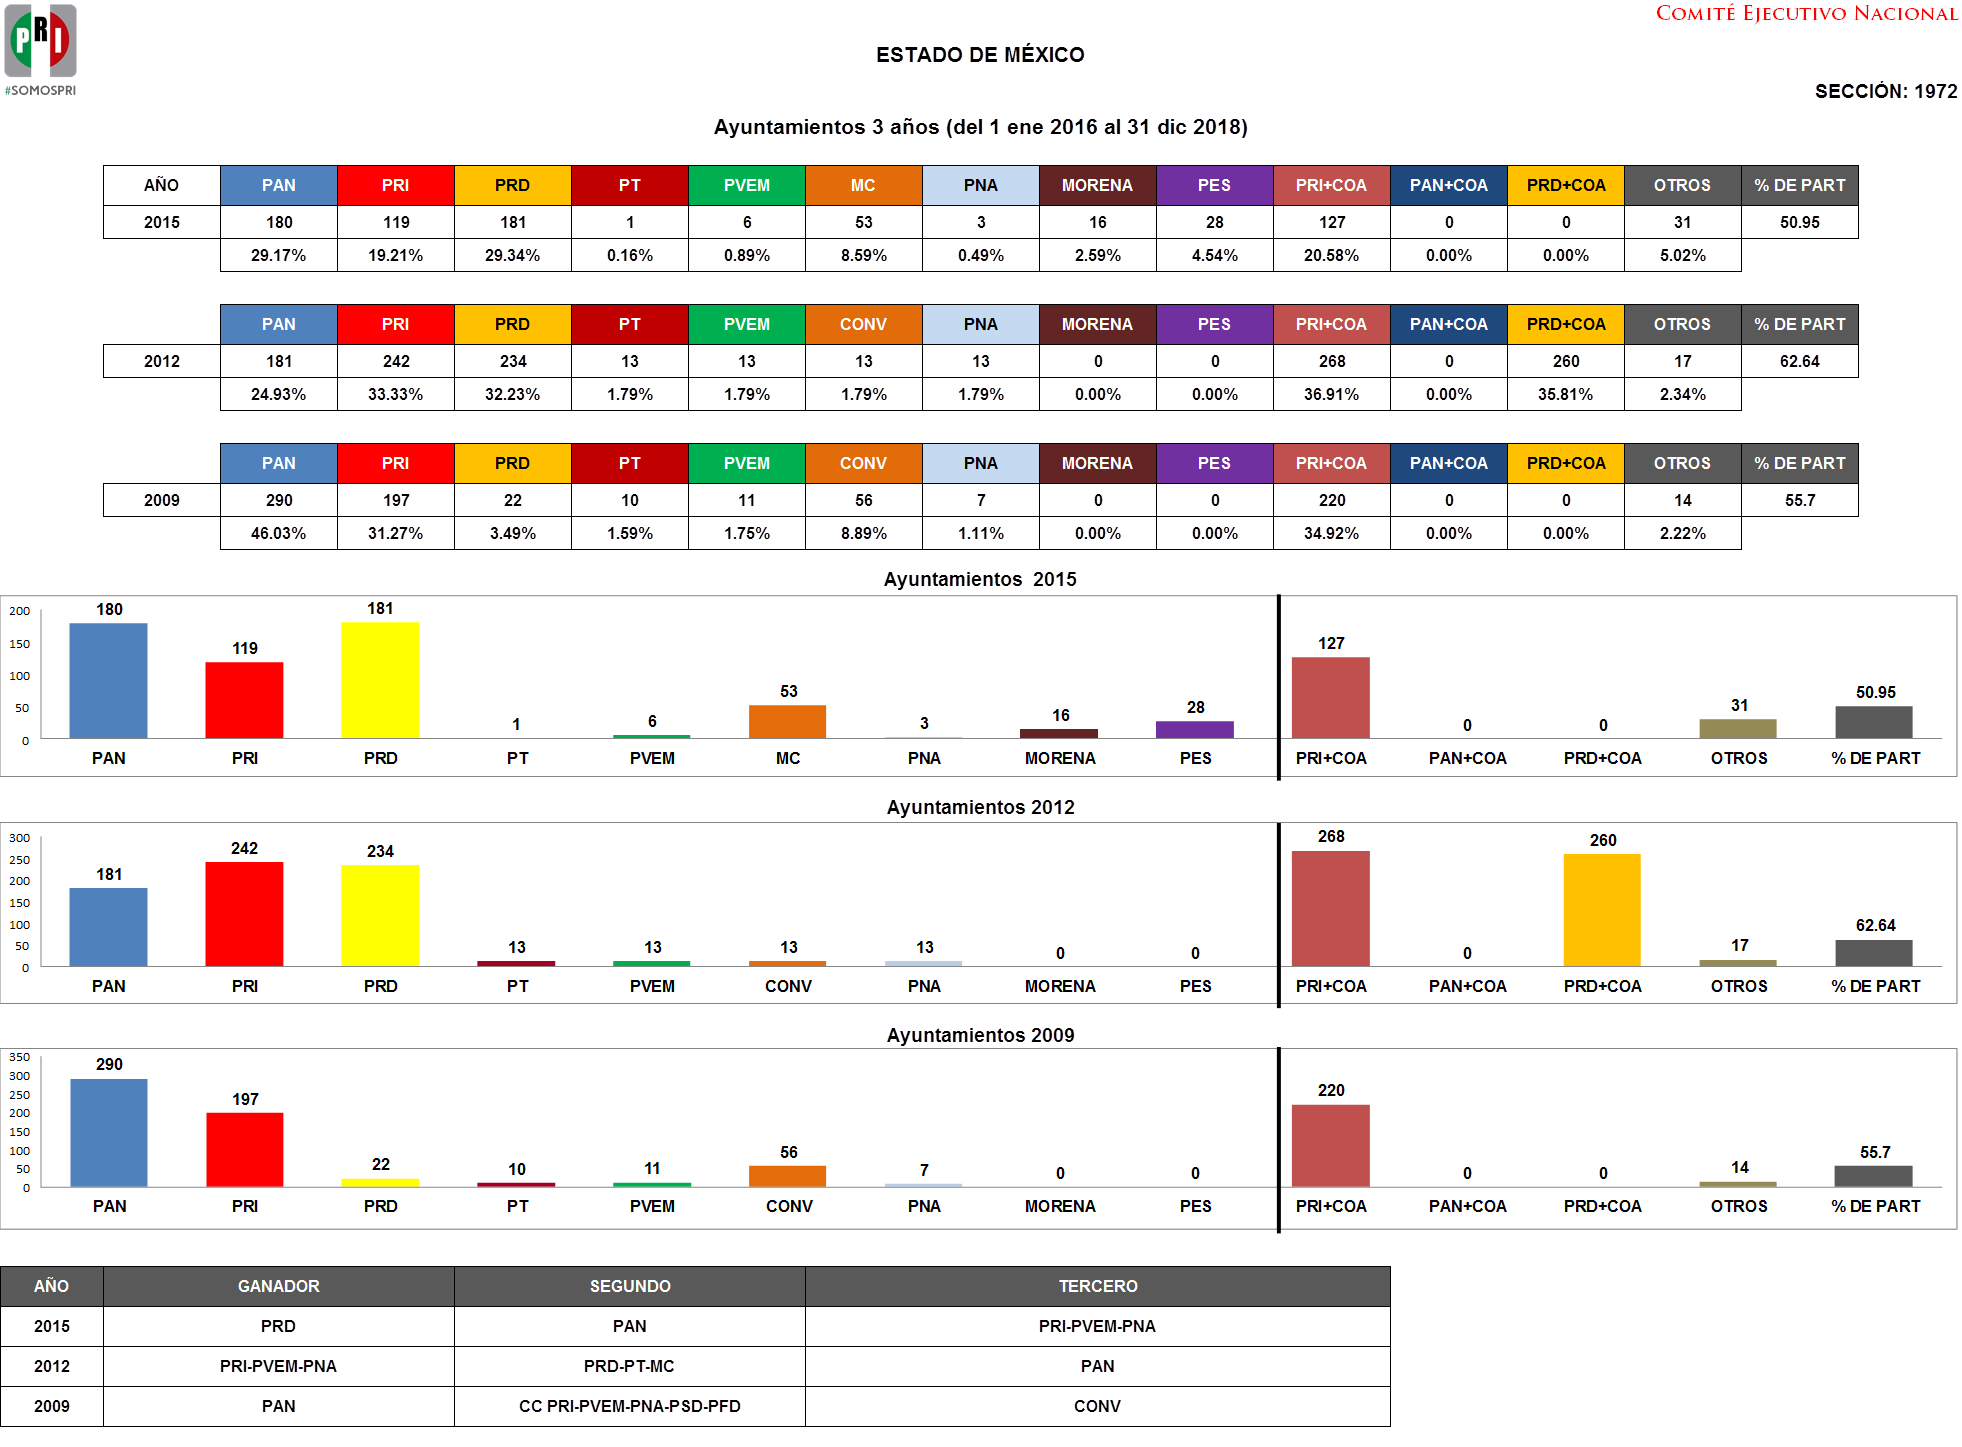 PRI
#SOMOSPRI
COMITÉ EJECUTIVO NACIONAL
ESTADO DE MÉXICO
SECCIÓN: 1972
Ayuntamientos 3 años (del 1 ene 2016 al 31 dic 2018)
AÑO PAN PRI PRD PT PVEM MC PNA MORENA PES PRI+COA PAN+COA PRD+COA OTROS % DE PART
2015 180 119 181 1 6 53 3 16 28 127 0 0 31 50.95
29.17% 19.21% 29.34% 0.16% 0.89% 8.59% 0.49% 2.59% 4.54% 20.58% 0.00% 0.00% 5.02%
PAN PRI PRD PT PVEM CONV PNA MORENA PES PRI+COA PAN+COA PRD+COA OTROS % DE PART
2012 181 242 234 13 13 13 13 0 0 268 0 260 17 62.64
24.93% 33.33% 32.23% 1.79% 1.79% 1.79% 1.79% 0.00% 0.00% 36.91% 0.00% 35.81% 2.34%
PAN PRI PRD PT PVEM CONV PNA MORENA PES PRI+COA PAN+COA PRD+COA OTROS % DE PART
2009 290 197 22 10 11 56 7 0 0 220 0 0 14 55.7
46.03% 31.27% 3.49% 1.59% 1.75% 8.89% 1.11% 0.00% 0.00% 34.92% 0.00% 0.00% 2.22%
Ayuntamientos 2015
200
150
100
50
0
180 119 181 1 6 53 3 16 28 127 0 0 31 50.95
PAN PRI PRD PT PVEM MC PNA MORENA PES PRI+COA PAN+COA PRD+COA OTROS % DE PART
Ayuntamientos 2012
300
250
200
150
100
50
0
181 242 234 13 13 13 13 0 0 268 0 260 17 62.64
PAN PRI PRD PT PVEM CONV PNA MORENA PES PRI+COA PAN+COA PRD+COA OTROS % DE PART
Ayuntamientos 2009
350
300
250
200
150
100
50
0
290 197 22 10 11 56 7 0 0 220 0 0 14 55.7
PAN PRI PRD PT PVEM CONV PNA MORENA PES PRI+COA PAN+COA PRD+COA OTROS % DE PART
AÑO GANADOR SEGUNDO TERCERO
2015 PRD PAN PRI-PVEM-PNA
2012 PRI-PVEM-PNA PRD-PT-MC PAN
2009 PAN CC PRI-PVEM-PNA-PSD-PFD CONV